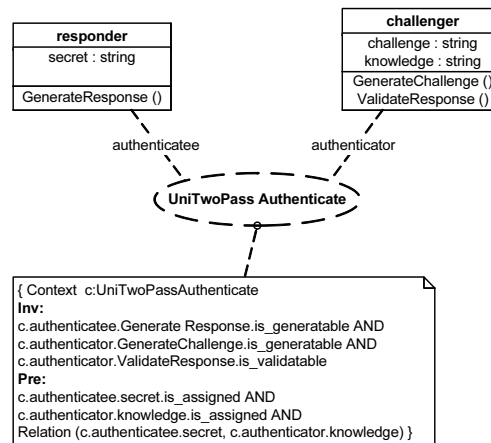 responder
secret : string
GenerateResponse ()
challenger
challenge : string
knowledge : string
GenerateChallenge ()
ValidateResponse ()
authenticatee
authenticator
UniTwoPass Authenticate
{ Context c:UniTwoPassAuthenticate
Inv:
c.authenticatee.Generate Response.is_generatable AND
c.authenticator.GenerateChallenge.is_generatable AND
c.authenticator.ValidateResponse.is_validatable
Pre:
c.authenticatee.secret.is_assigned AND
c.authenticator.knowledge.is_assigned AND
Relation (c.authenticatee.secret, c.authenticator.knowledge) }